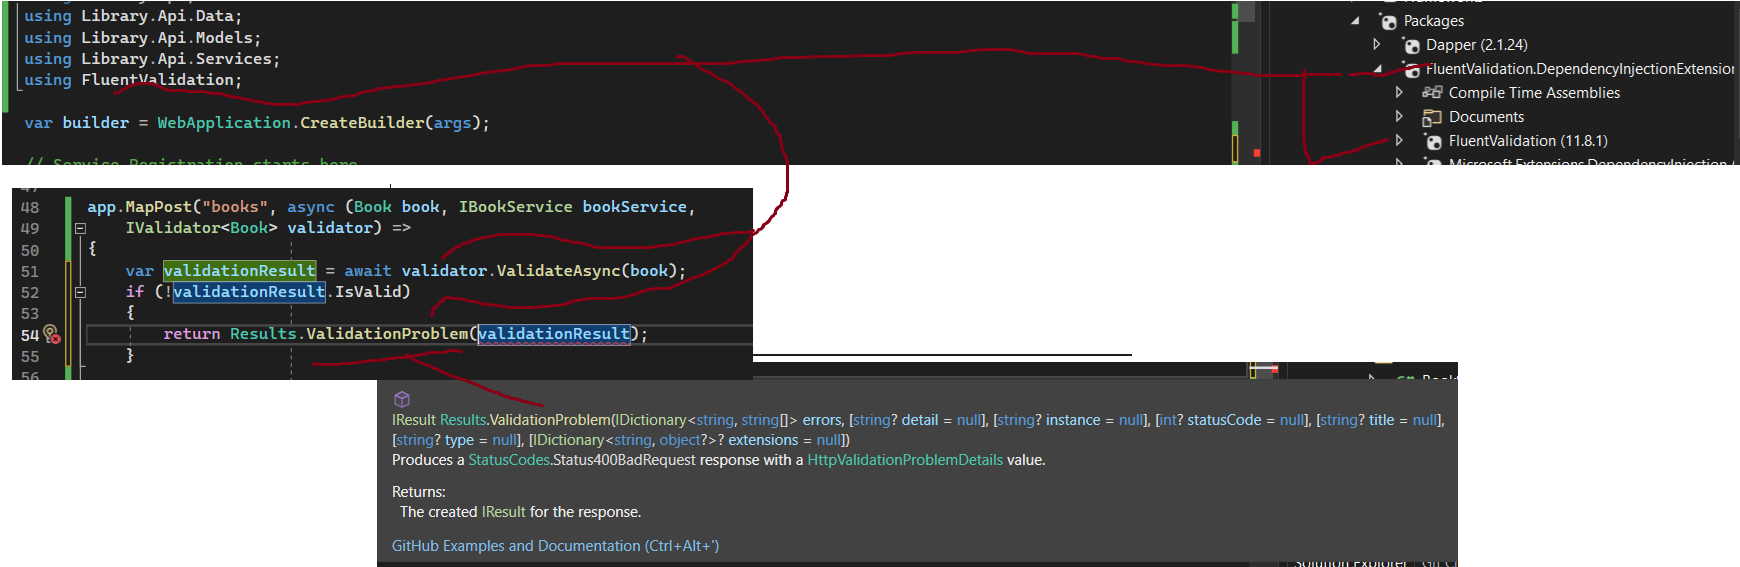 using Library.Api.Data;
using Library.Api.Models;
using Library.Api.Services;
using FluentValidation;
var builder = WebApplication.CreateBuilder(args);
// Service Registration starts here
Packages
Dapper (2.1.24)
FluentValidation.DependencyInjectionExtension
Compile Time Assemblies
Documents
FluentValidation (11.8.1)
Microsoft.Extensions.DependencyInjection.
47
48 app.MapPost("books", async (Book book, IBookService bookService,
49 IValidator<Book> validator) =>
50 {
51 var validationResult = await validator.ValidateAsync(book);
52 if (!validationResult.IsValid)
53 {
54 return Results.ValidationProblem(validationResult);
55 }
56
IResult Results.ValidationProblem(IDictionary<string, string[]> errors, [string? detail = null], [string? instance = null], [int? statusCode = null], [string? title = null],
[string? type = null], [IDictionary<string, object?>? extensions = null])
Produces a StatusCodes.Status400BadRequest response with a HttpValidationProblemDetails value.
Returns:
The created IResult for the response.
GitHub Examples and Documentation (Ctrl+Alt+')
Solution Explorer